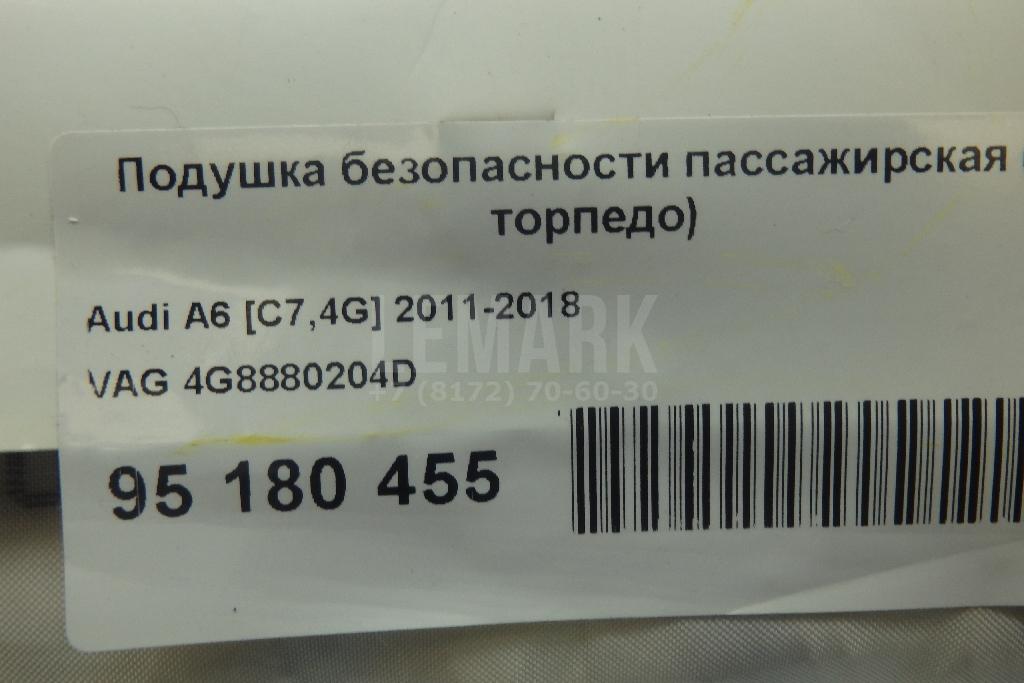 Подушка безопасности пассажирская
торпедо)
Audi A6 [C7,4G] 2011-2018
LEMARK
VAG 4G8880204D
+7 (8172) 70-60-30
95 180 455